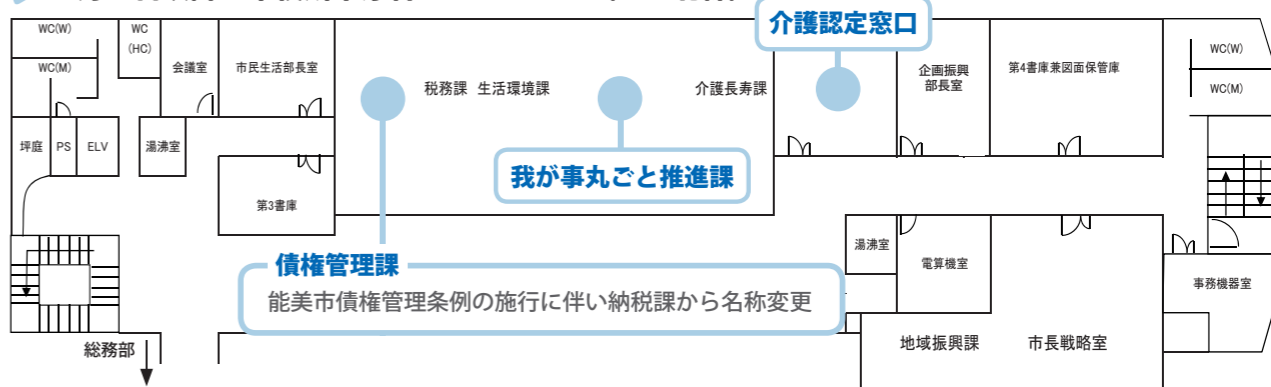 介護認定窓口
WC(W)
WC
(HC)
WC(M)
会議室
市民生活部長室
税務課 生活環境課
介護長寿課
企画振興
部長室
第4書庫兼図面保管庫
WC(W)
WC(M)
坪庭
PS
ELV
湯沸室
我が事丸ごと推進課
第3書庫
湯沸室
電算機室
事務機器室
債権管理課
能美市債権管理条例の施行に伴い納税課から名称変更
総務部
地域振興課
市長戦略室